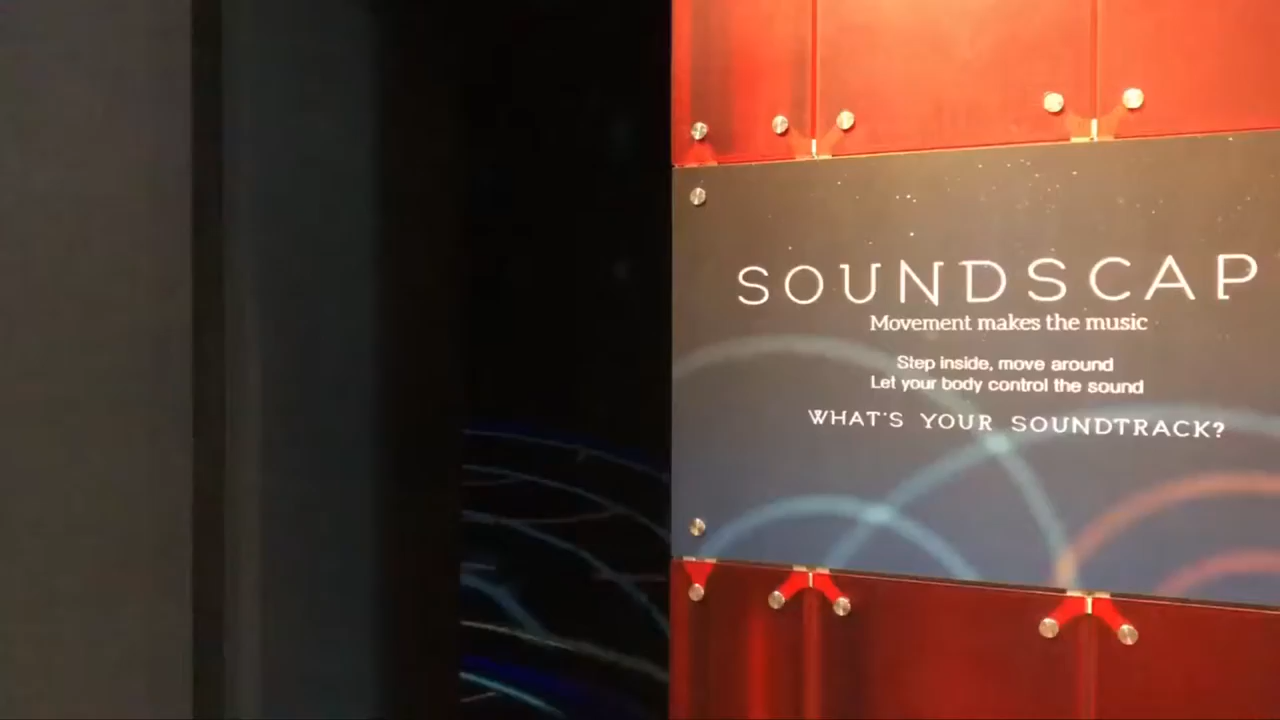 SOUNDSCAP
Movement makes the music
Step inside, move around
Let your body control the sound
WHAT'S YOUR SOUNDTRACK?